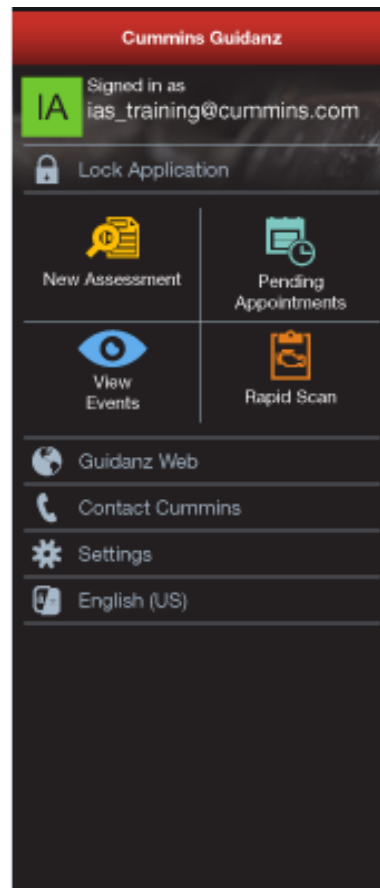 Cummins Guidanz
IA
Signed in as
ias_training@cummins.com
Lock Application
New Assessment
Pending
Appointments
View
Events
Rapid Scan
Guidanz Web
Contact Cummins
Settings
English (US)